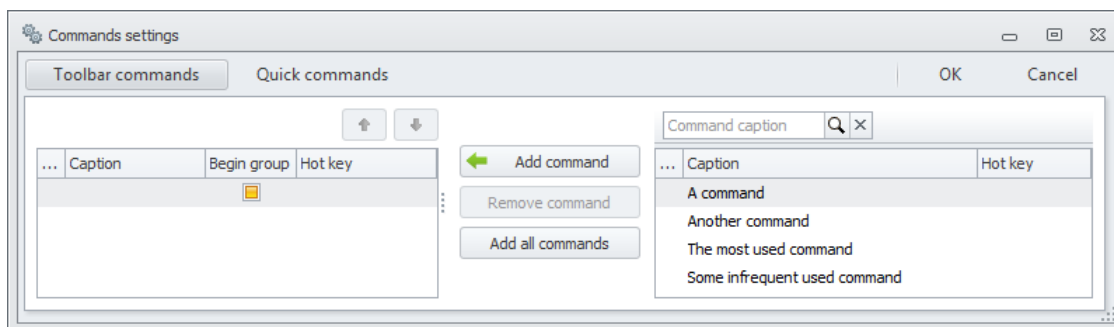 Commands settings
Toolbar commands Quick commands OK Cancel
Command caption
... Caption Begin group Hot key
Add command
Remove command
Add all commands
... Caption Hot key
A command
Another command
The most used command
Some infrequent used command